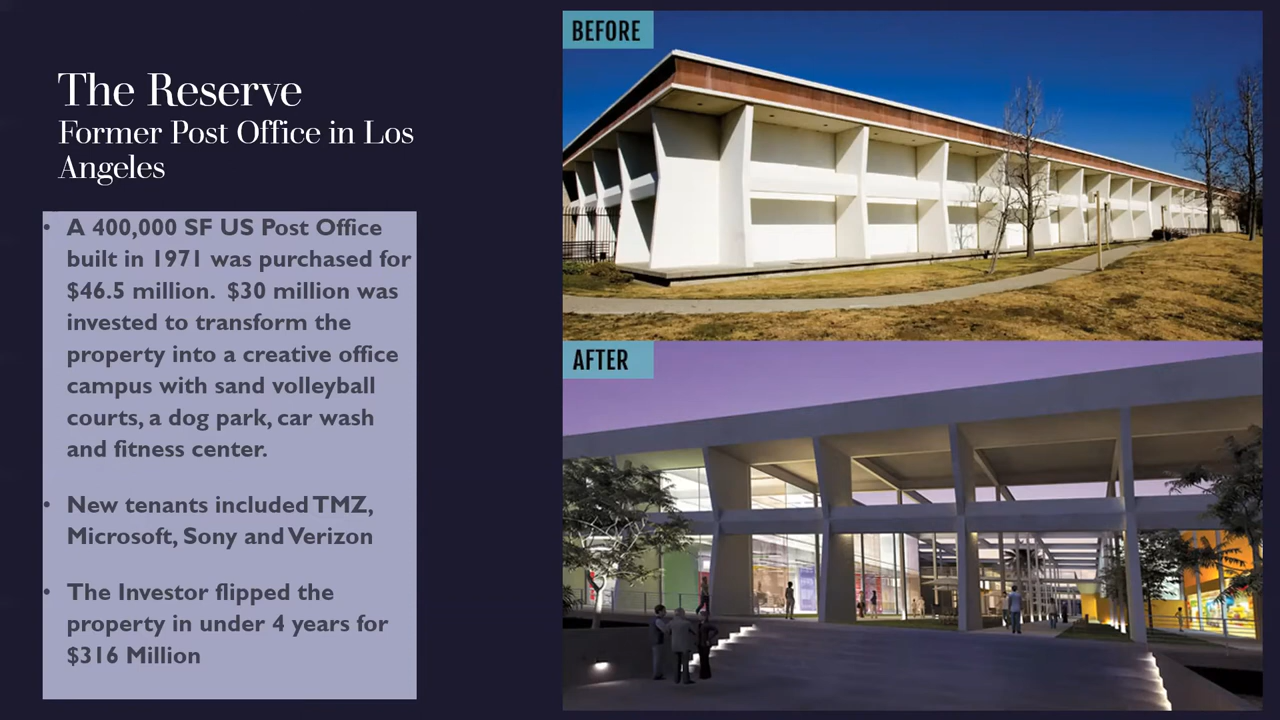 The Reserve
Former Post Office in Los
Angeles
• A 400,000 SF US Post Office
built in 1971 was purchased for
$46.5 million. $30 million was
invested to transform the
property into a creative office
campus with sand volleyball
courts, a dog park, car wash
and fitness center.
• New tenants included TMZ,
Microsoft, Sony and Verizon
• The Investor flipped the
property in under 4 years for
$316 Million
BEFORE
AFTER